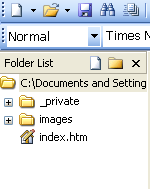 Normal Times N
Folder List
C:\Documents and Setting
_private
images
index.htm